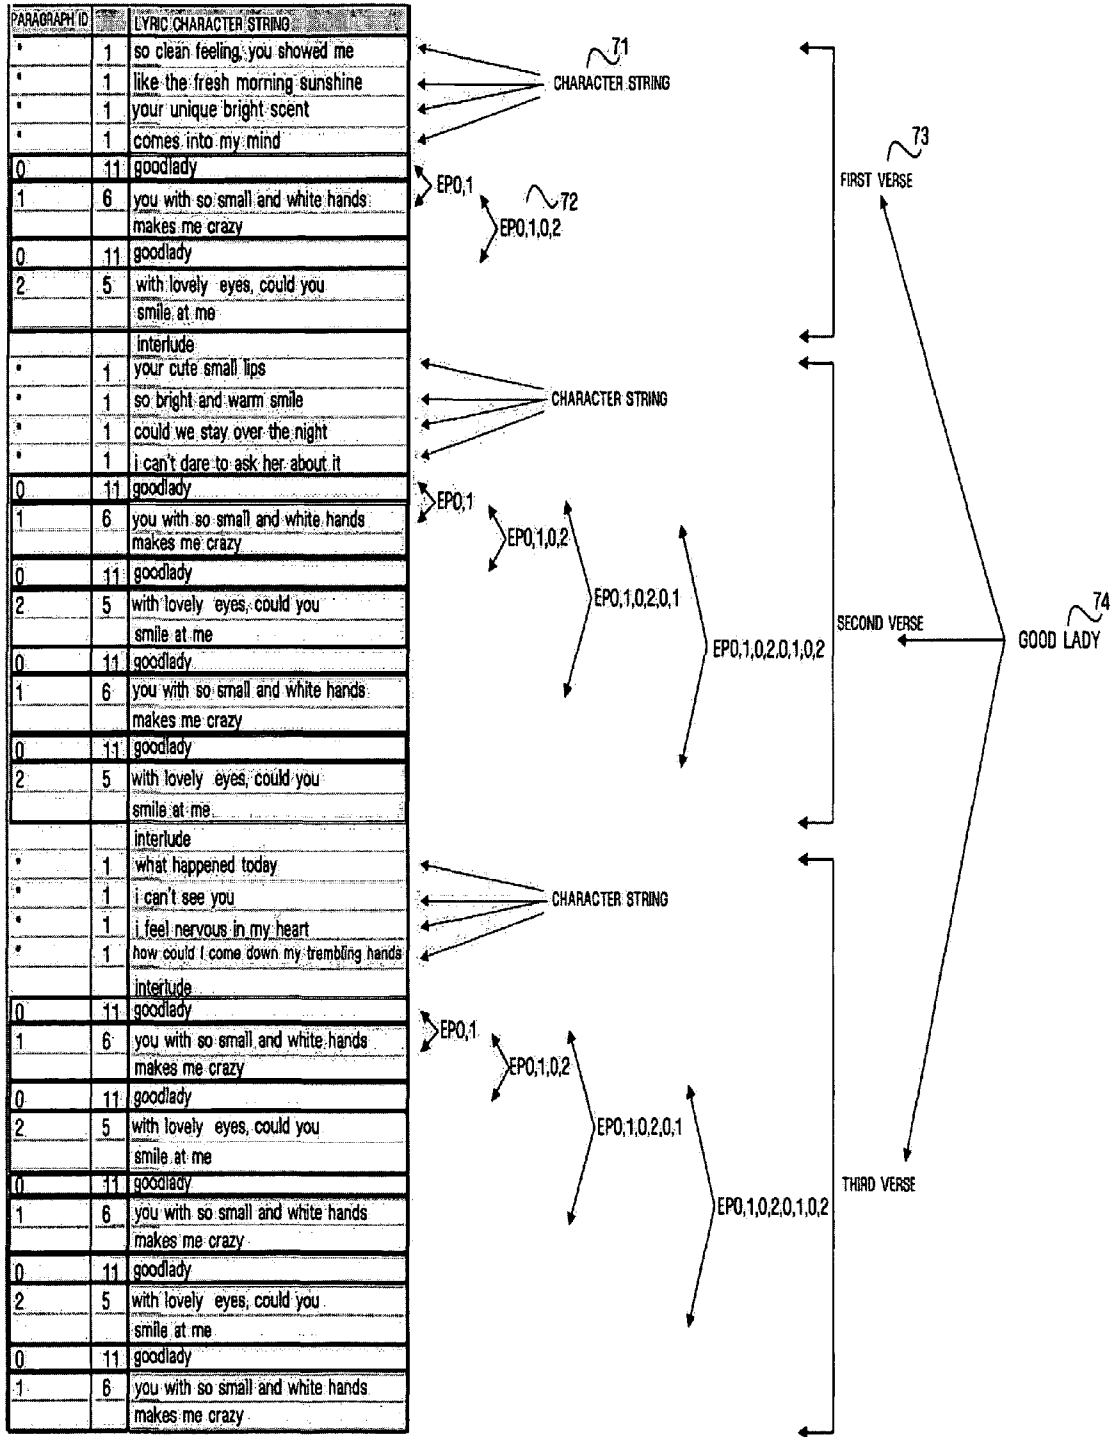 PARAGRAPH ID LYRIC CHARACTER STRING
* 1 so clean feeling, you showed me
* 1 like the fresh morning sunshine
* 1 your unique bright scent
* 1 comes into my mind
0 11 goodlady
1 6 you with so small and white hands
makes me crazy
0 11 goodlady
2 5 with lovely eyes, could you
smile at me
interlude
* 1 your cute small lips
* 1 so bright and warm smile
* 1 could we stay over the night
* 1 i can't dare to ask her about it
0 11 goodlady
1 6 you with so small and white hands
makes me crazy
0 11 goodlady
2 5 with lovely eyes, could you
smile at me
0 11 goodlady
1 6 you with so small and white hands
makes me crazy
0 11 goodlady
2 5 with lovely eyes, could you
smile at me
interlude
* 1 what happened today
* 1 i can't see you
* 1 i feel nervous in my heart
* 1 how could I come down my trembling hands
interlude
0 11 goodlady
1 6 you with so small and white hands
makes me crazy
0 11 goodlady
2 5 with lovely eyes, could you
smile at me
0 11 goodlady
1 6 you with so small and white hands
makes me crazy
0 11 goodlady
2 5 with lovely eyes, could you
smile at me
0 11 goodlady
1 6 you with so small and white hands
makes me crazy
71
CHARACTER STRING
EP0,1
72
EP0,1,0,2
73
FIRST VERSE
CHARACTER STRING
EP0,1
EP0,1,0,2
EP0,1,0,2,0,1
EP0,1,0,2,0,1,0,2
SECOND VERSE
74
GOOD LADY
CHARACTER STRING
EP0,1
EP0,1,0,2
EP0,1,0,2,0,1
EP0,1,0,2,0,1,0,2
THIRD VERSE